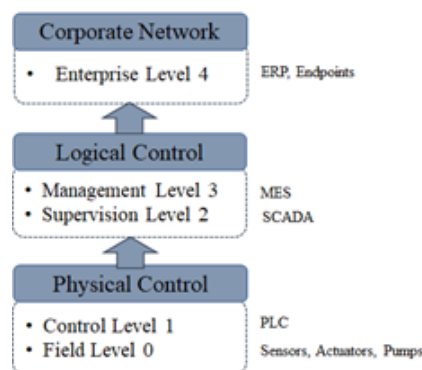 Corporate Network
• Enterprise Level 4
ERP, Endpoints
Logical Control
• Management Level 3
MES
• Supervision Level 2
SCADA
Physical Control
• Control Level 1
PLC
• Field Level 0
Sensors, Actuators, Pumps